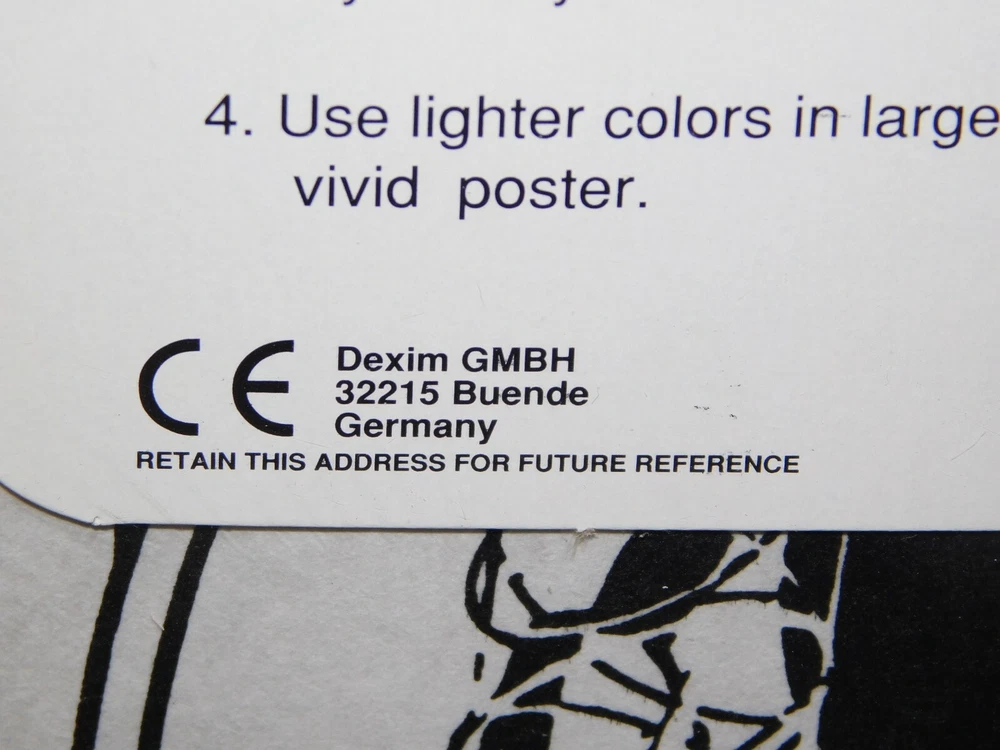 4. Use lighter colors in large
vivid poster.
CE
Dexim GMBH
32215 Buende
Germany
RETAIN THIS ADDRESS FOR FUTURE REFERENCE